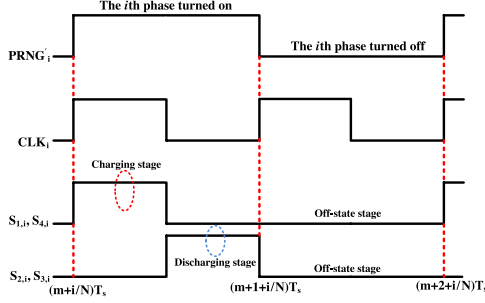 The ith phase turned on
The ith phase turned off
PRNG'i
CLKi
Charging stage
S1,i, S4,i
Off-state stage
Discharging stage
S2,i, S3,i
Off-state stage
(m+i/N)Ts
(m+1+i/N)Ts
(m+2+i/N)T